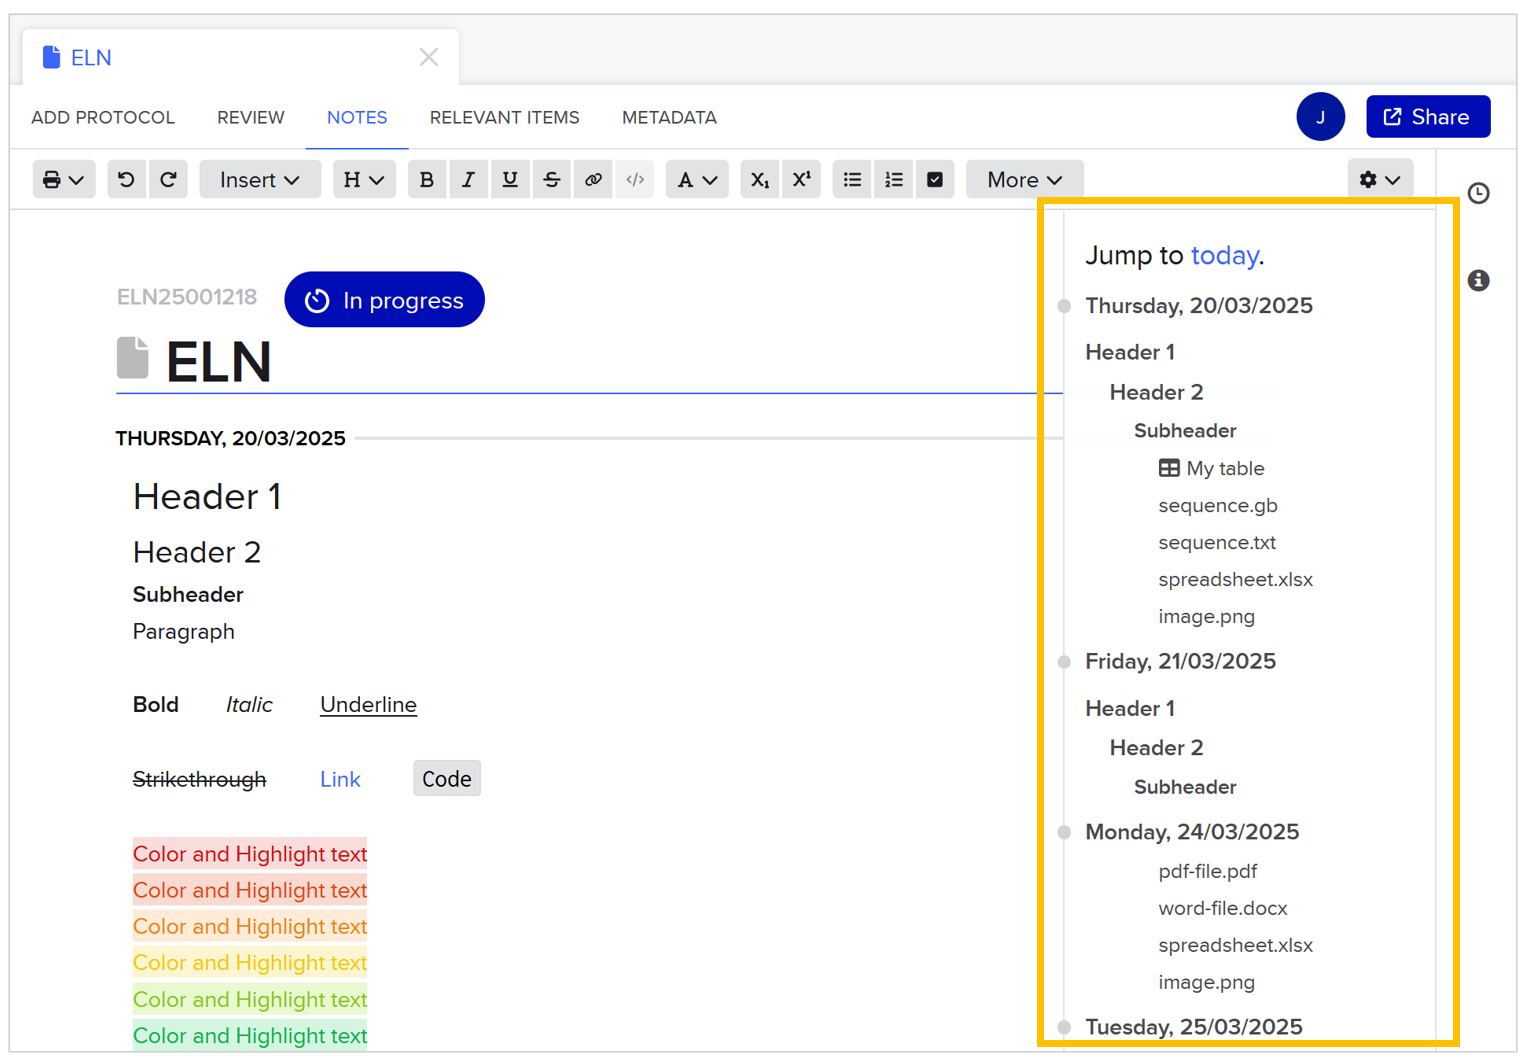 ELN
ADD PROTOCOL REVIEW NOTES RELEVANT ITEMS METADATA J Share
Insert H B I U S </> A X₁ X¹ More
ELN25001218 In progress
ELN
THURSDAY, 20/03/2025
Header 1
Header 2
Subheader
Paragraph
Bold Italic Underline
Strikethrough Link Code
Color and Highlight text
Color and Highlight text
Color and Highlight text
Color and Highlight text
Color and Highlight text
Color and Highlight text
Jump to today.
Thursday, 20/03/2025
Header 1
Header 2
Subheader
My table
sequence.gb
sequence.txt
spreadsheet.xlsx
image.png
Friday, 21/03/2025
Header 1
Header 2
Subheader
Monday, 24/03/2025
pdf-file.pdf
word-file.docx
spreadsheet.xlsx
image.png
Tuesday, 25/03/2025